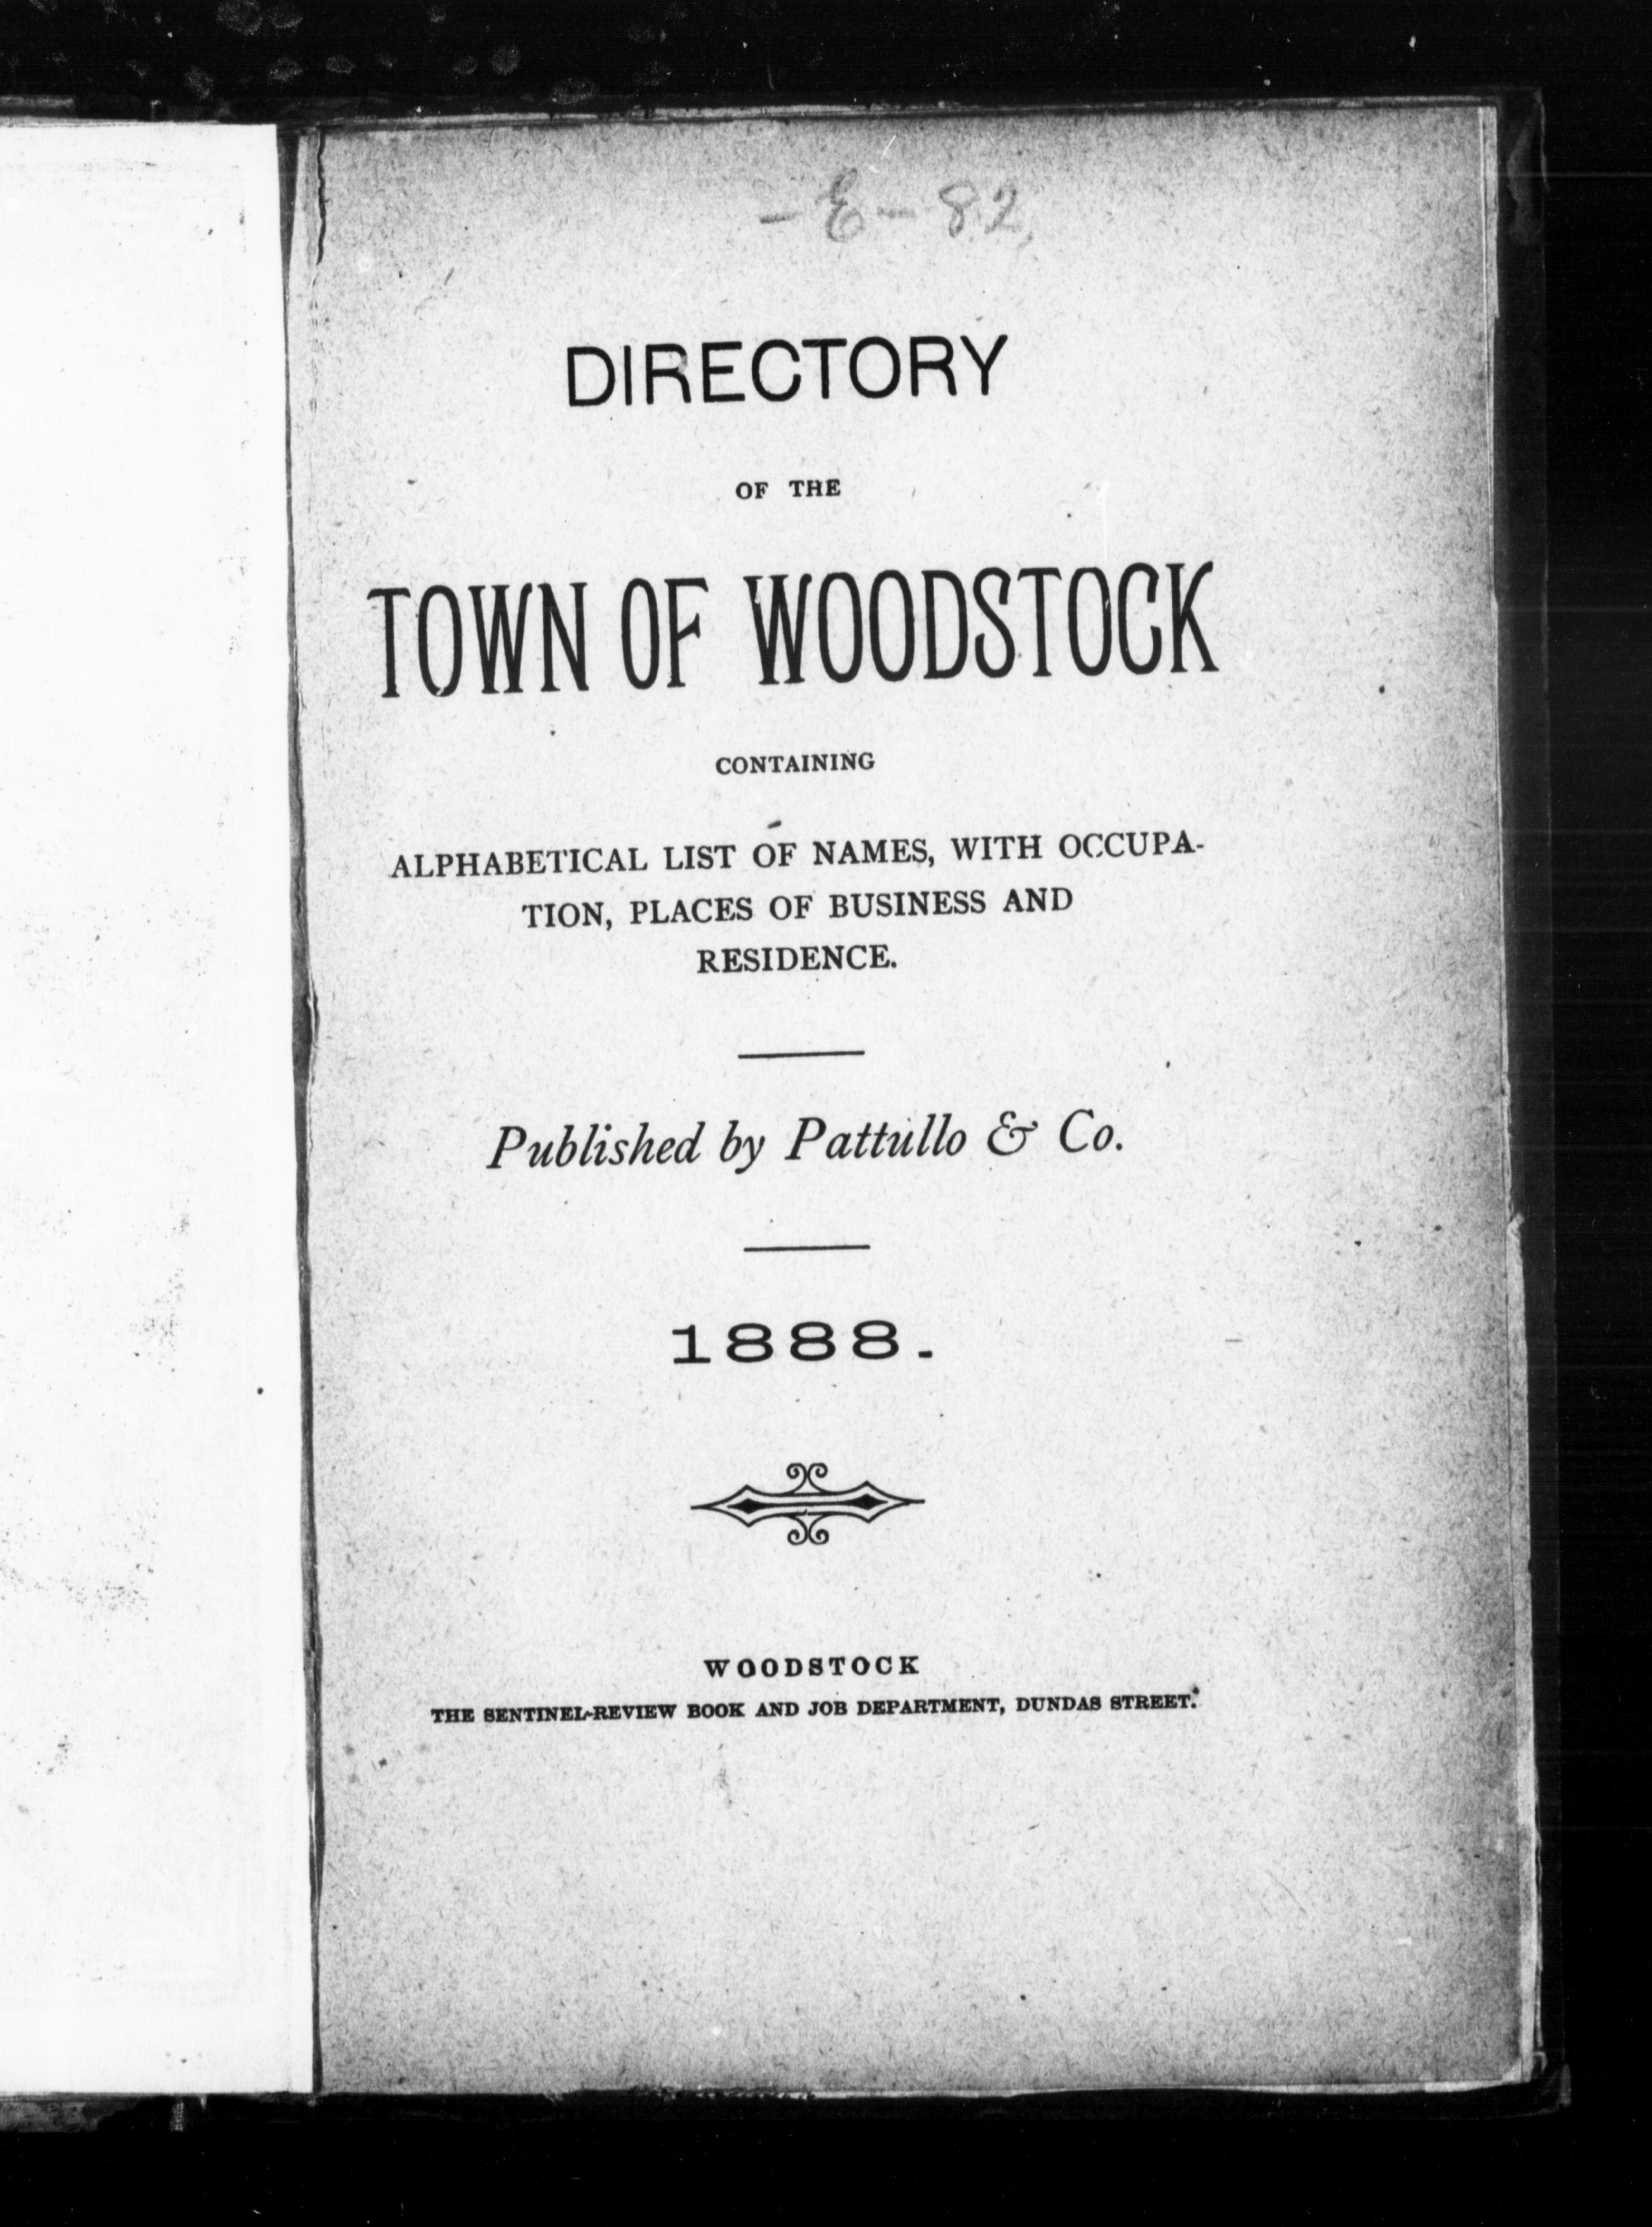 - E - 82
DIRECTORY
OF THE
TOWN OF WOODSTOCK
CONTAINING
ALPHABETICAL LIST OF NAMES, WITH OCCUPA-
TION, PLACES OF BUSINESS AND
RESIDENCE.
Published by Pattullo & Co.
1888.
WOODSTOCK
THE SENTINEL-REVIEW BOOK AND JOB DEPARTMENT, DUNDAS STREET.